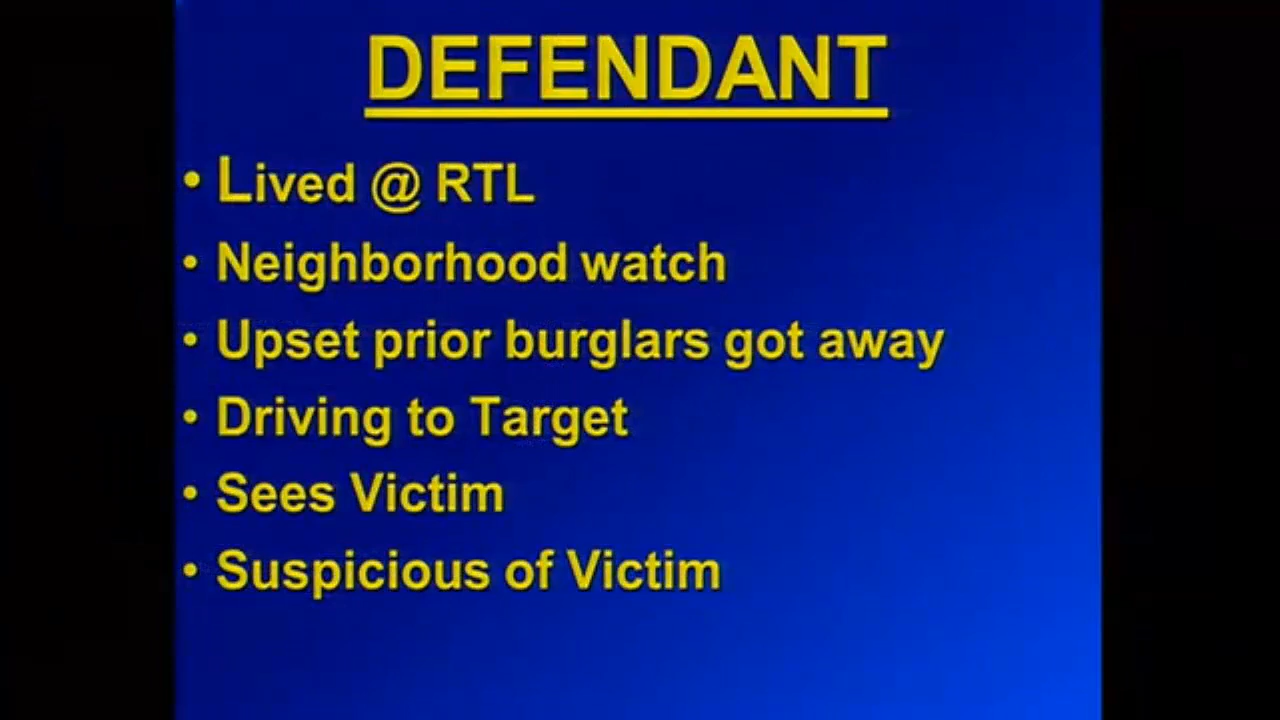 DEFENDANT
• Lived @ RTL
• Neighborhood watch
• Upset prior burglars got away
• Driving to Target
• Sees Victim
• Suspicious of Victim